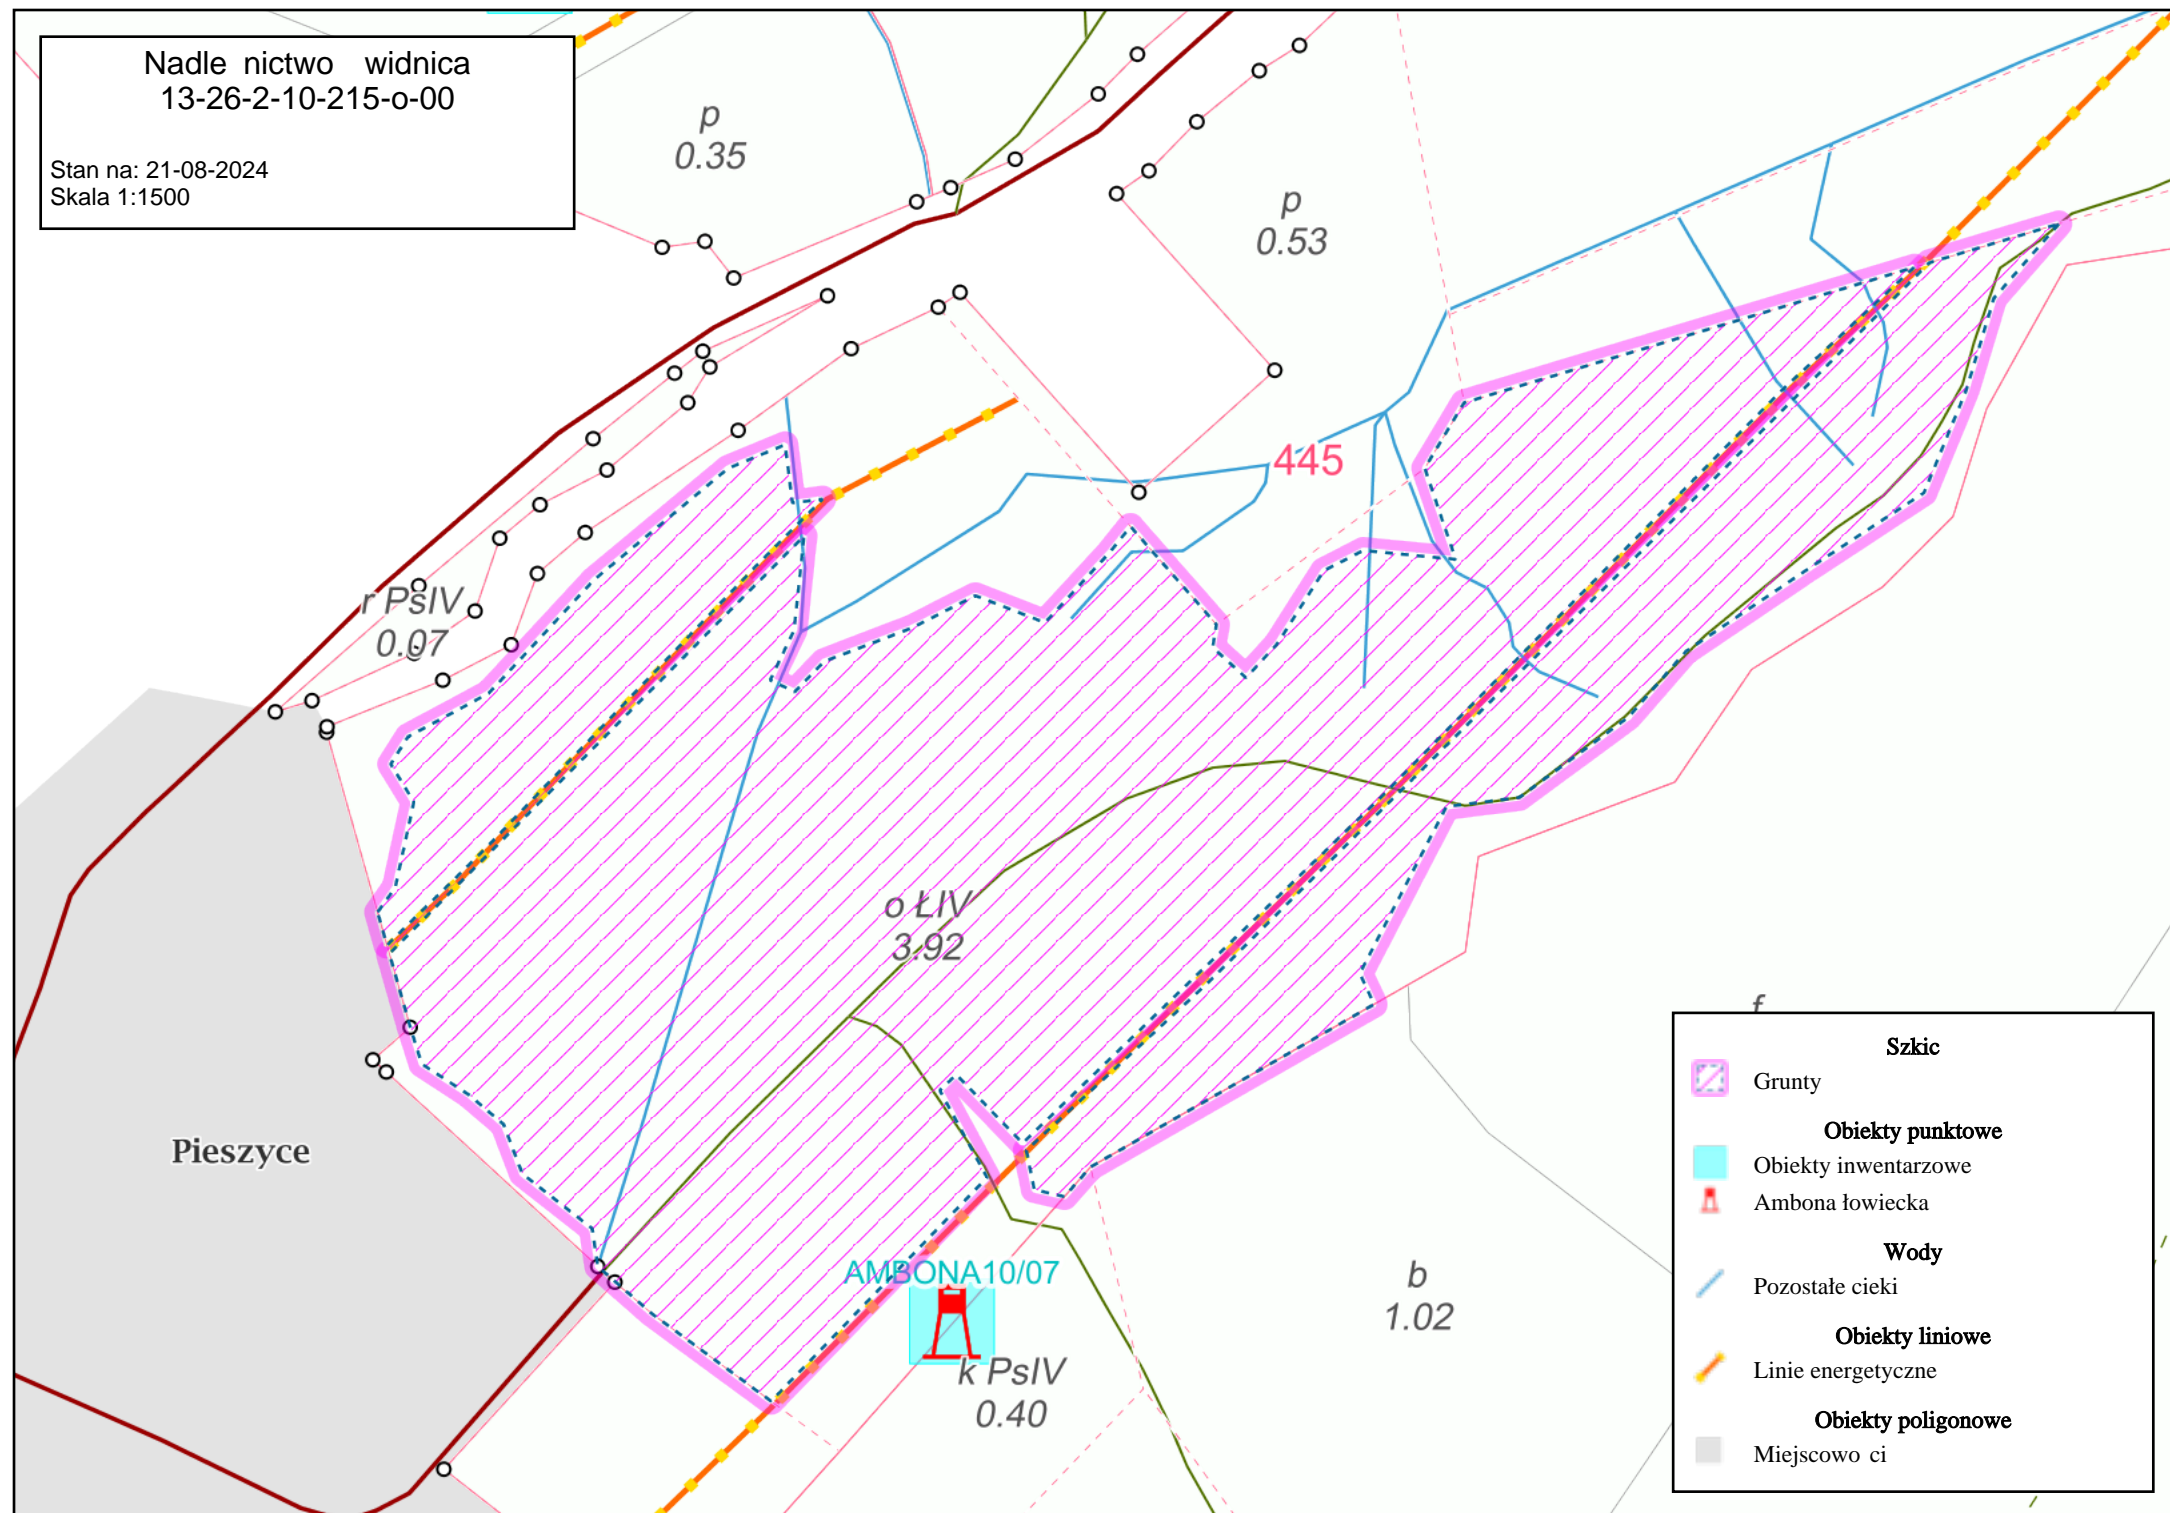 Nadle nictwo widnica
13-26-2-10-215-o-00
Stan na: 21-08-2024
Skala 1:1500
p
0.35
p
0.53
445
r PsIV
0.07
o ŁIV
3.92
Pieszyce
AMBONA10/07
k PsIV
0.40
b
1.02
f
Szkic
Grunty
Obiekty punktowe
Obiekty inwentarzowe
Ambona łowiecka
Wody
Pozostałe cieki
Obiekty liniowe
Linie energetyczne
Obiekty poligonowe
Miejscowo ci